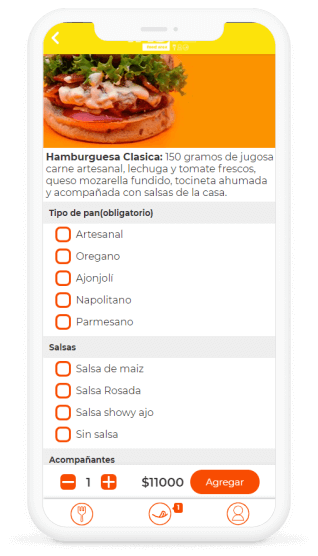 Hamburguesa Clasica: 150 gramos de jugosa
carne artesanal, lechuga y tomate frescos,
queso mozarella fundido, tocineta ahumada
y acompañada con salsas de la casa.
Tipo de pan(obligatorio)
Artesanal
Oregano
Ajonjolí
Napolitano
Parmesano
Salsas
Salsa de maiz
Salsa Rosada
Salsa showy ajo
Sin salsa
Acompañantes
1 $11000 Agregar
1